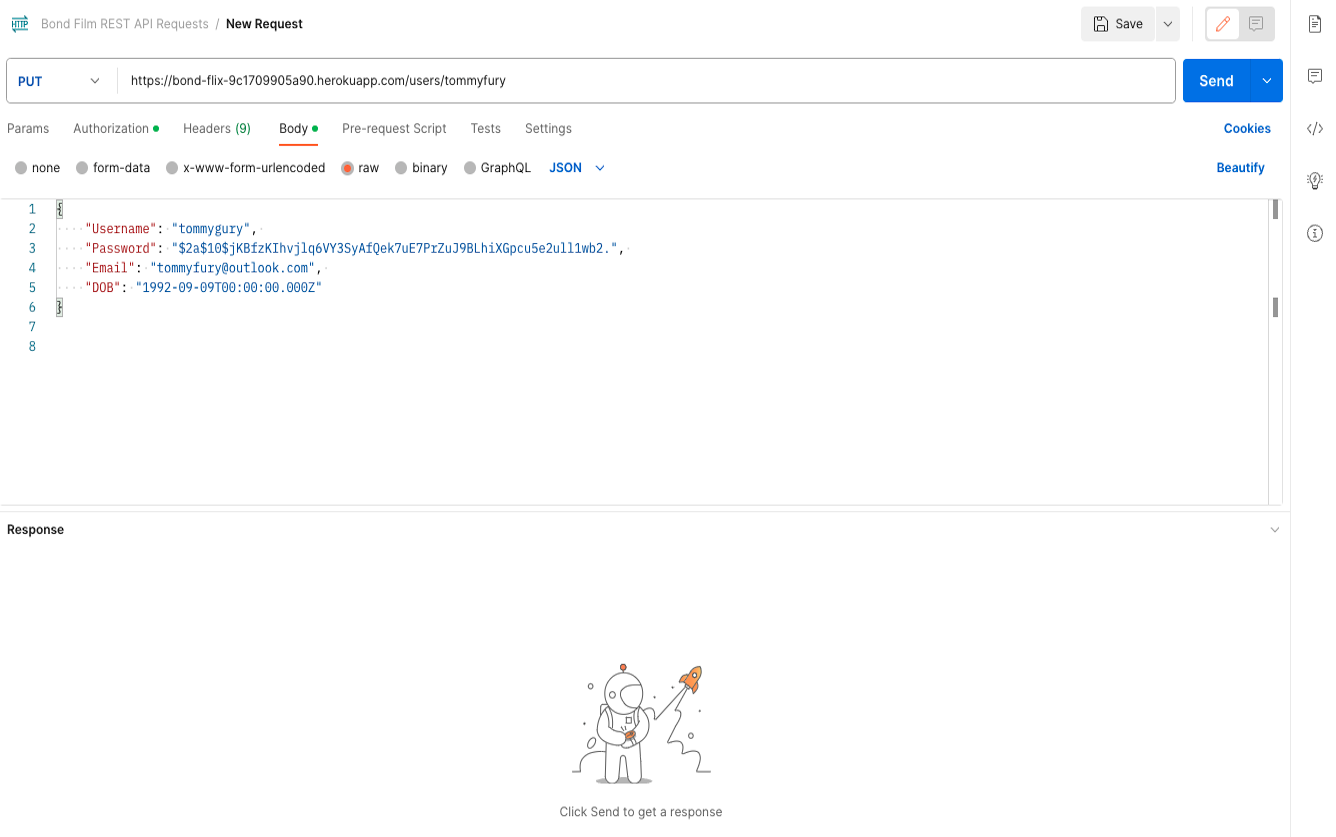 HTTP Bond Film REST API Requests / New Request Save
PUT https://bond-flix-9c1709905a90.herokuapp.com/users/tommyfury Send
Params Authorization Headers (9) Body Pre-request Script Tests Settings Cookies
none form-data x-www-form-urlencoded raw binary GraphQL JSON Beautify
1 {
2 "Username": "tommygury",
3 "Password": "$2a$10$jKBfzKIhvjlq6VY3SyAfQek7uE7PrZuJ9BLhiXGpcu5e2ull1wb2.",
4 "Email": "tommyfury@outlook.com",
5 "DOB": "1992-09-09T00:00:00.000Z"
6 }
7
8
Response
Click Send to get a response